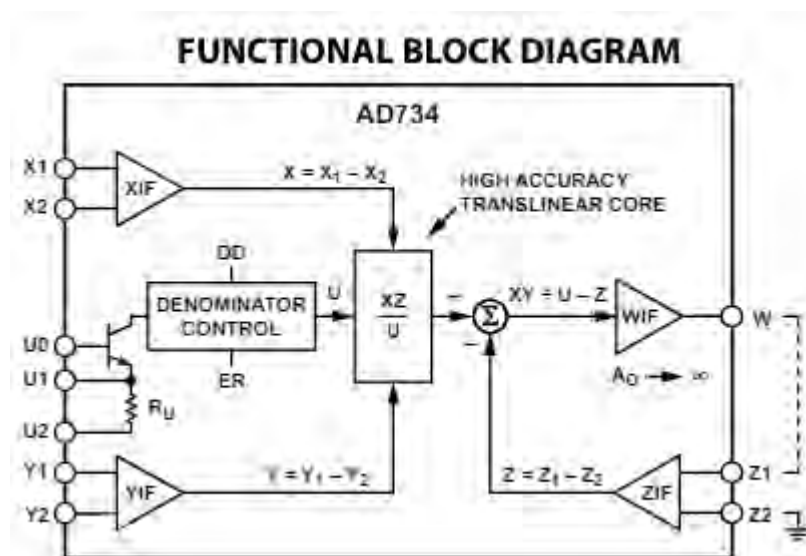 FUNCTIONAL BLOCK DIAGRAM
AD734
X1
X2
XIF
X = X1 – X2
HIGH ACCURACY
TRANSLINEAR CORE
DD
DENOMINATOR
CONTROL
ER
U
XZ
U
–
Σ
–
XY = U – Z
WIF
AO → ∞
W
U0
U1
U2
RU
Y1
Y2
YIF
Y = Y1 – Y2
Z = Z1 – Z2
ZIF
Z1
Z2